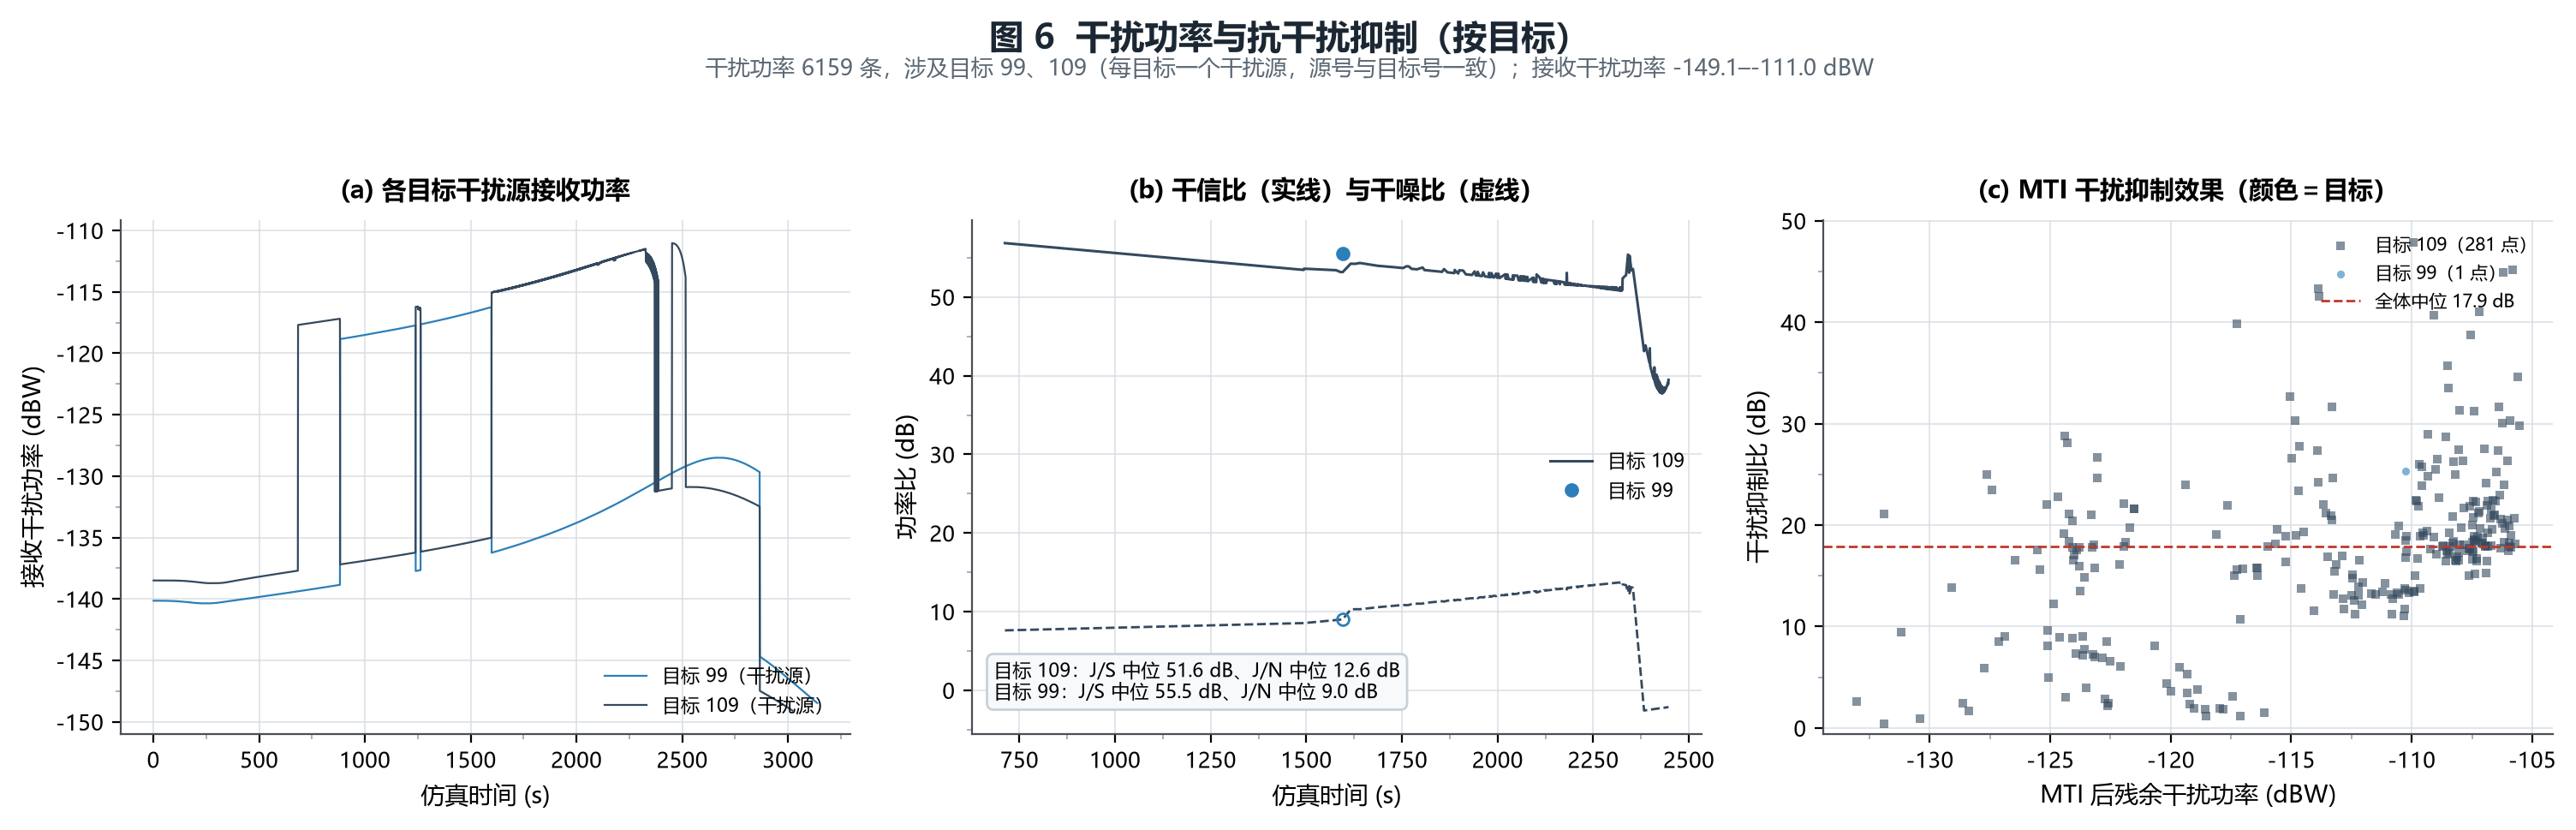 图 6 干扰功率与抗干扰抑制（按目标）
干扰功率 6159 条，涉及目标 99、109（每目标一个干扰源，源号与目标号一致）；接收干扰功率 -149.1–-111.0 dBW
(a) 各目标干扰源接收功率
接收干扰功率 (dBW)
-110
-115
-120
-125
-130
-135
-140
-145
-150
目标 99（干扰源）
目标 109（干扰源）
0 500 1000 1500 2000 2500 3000
仿真时间 (s)
(b) 干信比（实线）与干噪比（虚线）
功率比 (dB)
50
40
30
20
10
0
目标 109
目标 99
目标 109：J/S 中位 51.6 dB、J/N 中位 12.6 dB
目标 99：J/S 中位 55.5 dB、J/N 中位 9.0 dB
750 1000 1250 1500 1750 2000 2250 2500
仿真时间 (s)
(c) MTI 干扰抑制效果（颜色＝目标）
干扰抑制比 (dB)
50
40
30
20
10
0
目标 109（281 点）
目标 99（1 点）
全体中位 17.9 dB
-130 -125 -120 -115 -110 -105
MTI 后残余干扰功率 (dBW)